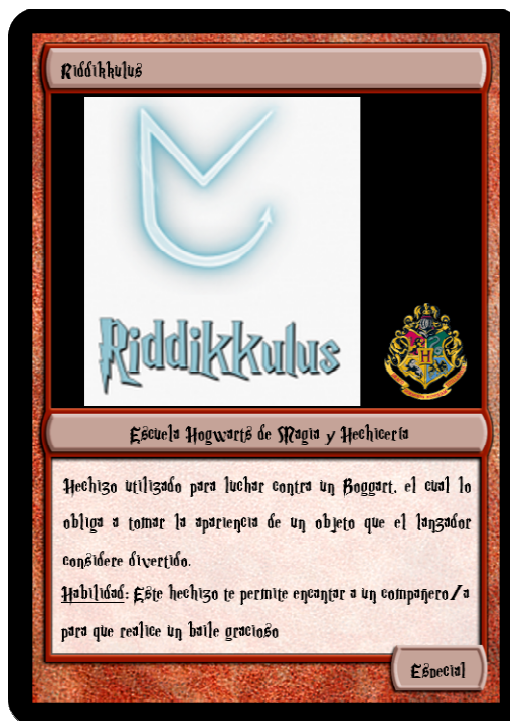 Riddikkulus
Riddikkulus
Escuela Hogwarts de Magia y Hechicería
Hechizo utilizado para luchar contra un Boggart, el cual lo
obliga a tomar la apariencia de un objeto que el lanzador
considere divertido.
Habilidad: Este hechizo te permite encantar a un compañero/a
para que realice un baile gracioso
Especial